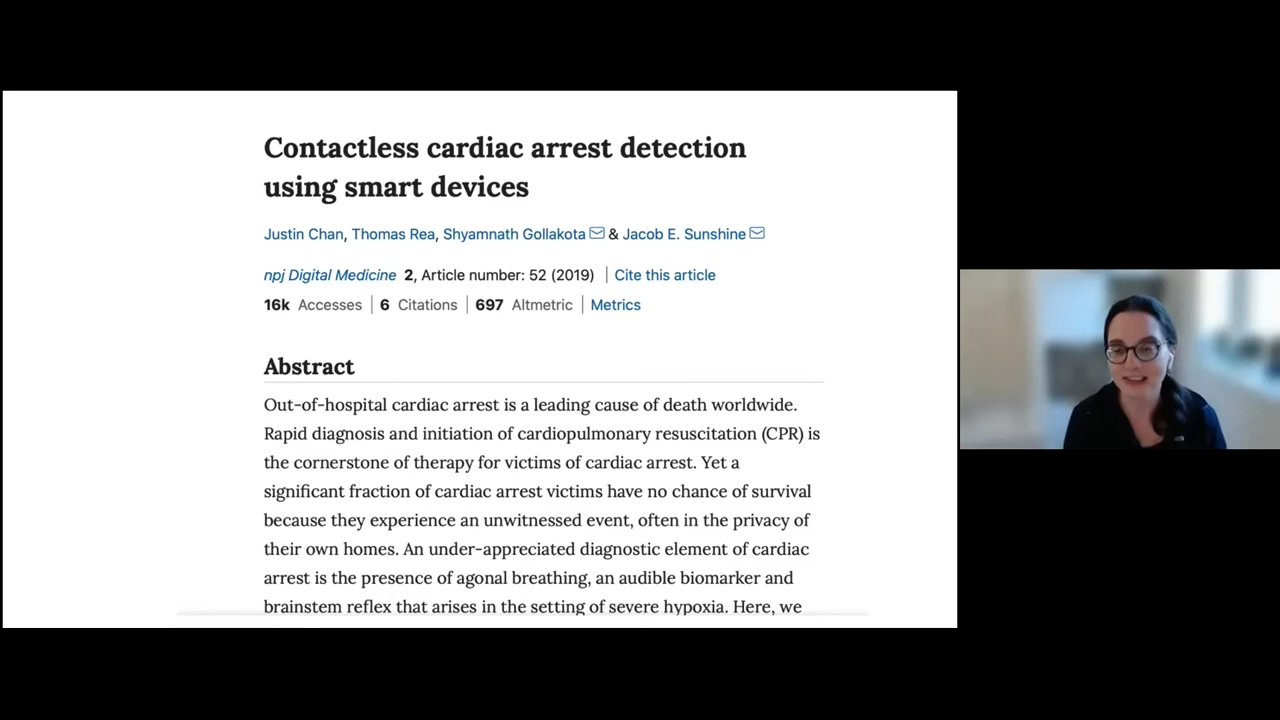 Contactless cardiac arrest detection
using smart devices
Justin Chan, Thomas Rea, Shyamnath Gollakota & Jacob E. Sunshine
npj Digital Medicine 2, Article number: 52 (2019) | Cite this article
16k Accesses | 6 Citations | 697 Altmetric | Metrics
Abstract
Out-of-hospital cardiac arrest is a leading cause of death worldwide.
Rapid diagnosis and initiation of cardiopulmonary resuscitation (CPR) is
the cornerstone of therapy for victims of cardiac arrest. Yet a
significant fraction of cardiac arrest victims have no chance of survival
because they experience an unwitnessed event, often in the privacy of
their own homes. An under-appreciated diagnostic element of cardiac
arrest is the presence of agonal breathing, an audible biomarker and
brainstem reflex that arises in the setting of severe hypoxia. Here, we